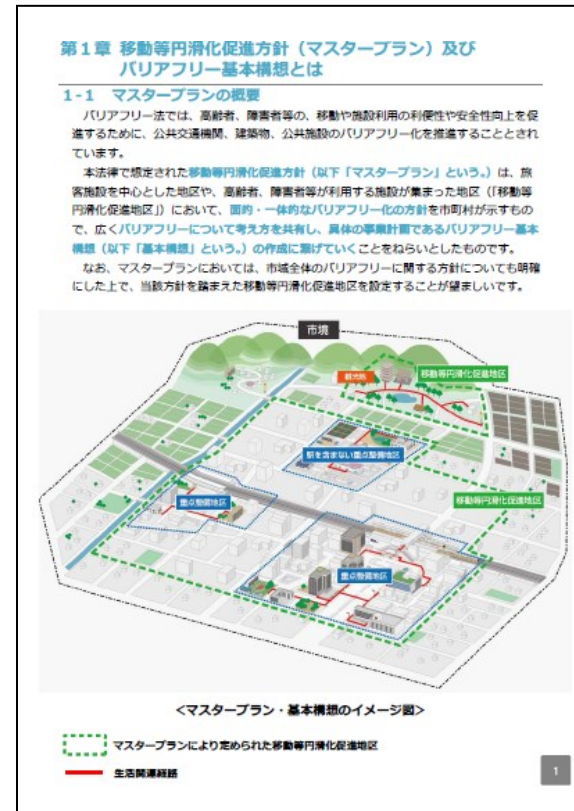 第1章 移動等円滑化促進方針（マスタープラン）及び
バリアフリー基本構想とは
1-1 マスタープランの概要
バリアフリー法では、高齢者、障害者等の、移動や施設利用の利便性や安全性向上を促
進するために、公共交通機関、建築物、公共施設のバリアフリー化を推進することとされ
ています。
本法律で想定された移動等円滑化促進方針（以下「マスタープラン」という。）は、旅
客施設を中心とした地区や、高齢者、障害者等が利用する施設が集まった地区（「移動等
円滑化促進地区」）において、面的・一体的なバリアフリー化の方針を市町村が示すもの
で、広くバリアフリーについて考え方を共有し、具体の事業計画であるバリアフリー基本
構想（以下「基本構想」という。）の作成に繋げていくことをねらいとしたものです。
なお、マスタープランにおいては、市域全体のバリアフリーに関する方針についても明確
にした上で、当該方針を踏まえた移動等円滑化促進地区を設定することが望ましいです。
市境
観光地
移動等円滑化促進地区
駅を含まない重点整備地区
重点整備地区
移動等円滑化促進地区
重点整備地区
＜マスタープラン・基本構想のイメージ図＞
マスタープランにより定められた移動等円滑化促進地区
生活関連経路
1